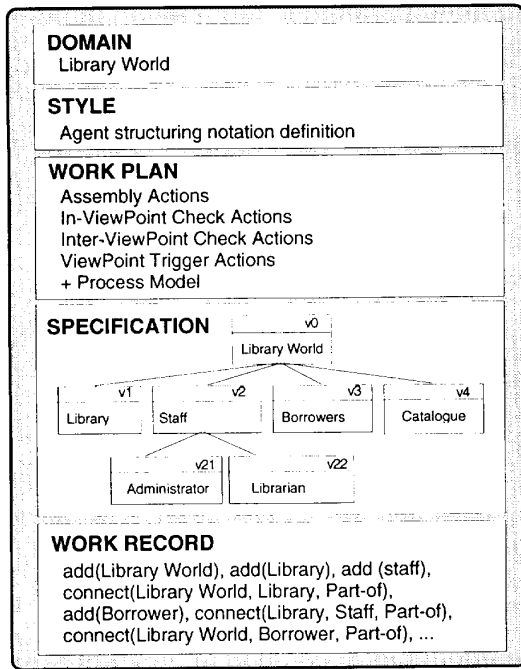 DOMAIN
Library World
STYLE
Agent structuring notation definition
WORK PLAN
Assembly Actions
In-ViewPoint Check Actions
Inter-ViewPoint Check Actions
ViewPoint Trigger Actions
+ Process Model
SPECIFICATION
v0
Library World
v1
v2
v3
v4
Library
Staff
Borrowers
Catalogue
v21
v22
Administrator
Librarian
WORK RECORD
add(Library World), add(Library), add (staff),
connect(Library World, Library, Part-of),
add(Borrower), connect(Library, Staff, Part-of),
connect(Library World, Borrower, Part-of), ...